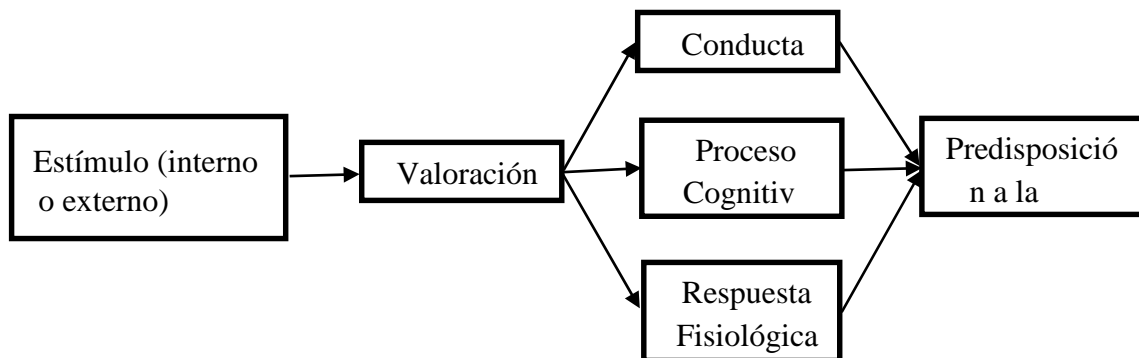 Estímulo (interno
o externo)
Valoración
Conducta
Proceso
Cognitiv
Respuesta
Fisiológica
Predisposició
n a la